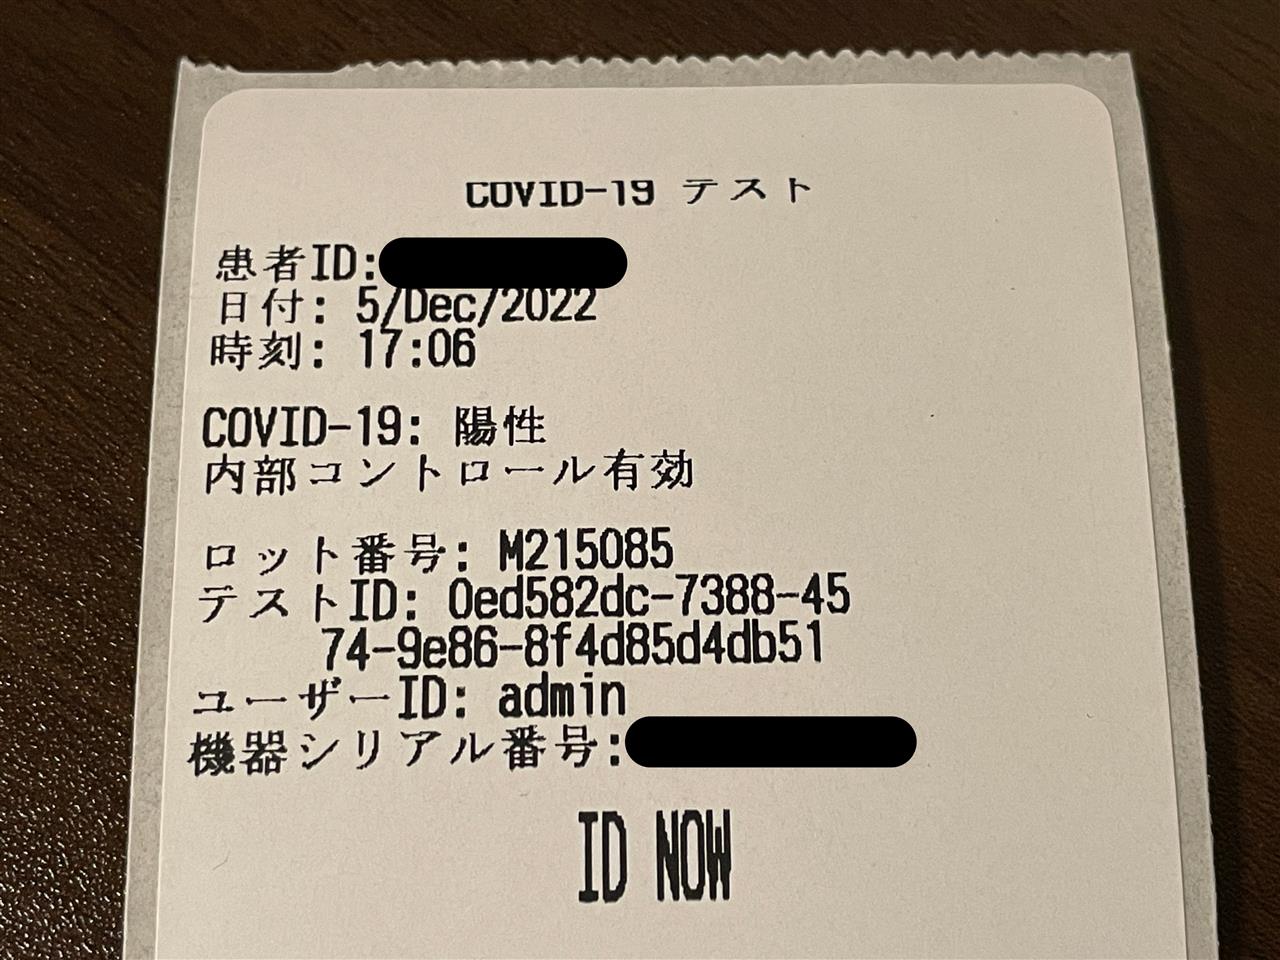 COVID-19 テスト
患者ID:
日付: 5/Dec/2022
時刻: 17:06
COVID-19: 陽性
内部コントロール有効
ロット番号: M215085
テストID: 0ed582dc-7388-45
74-9e86-8f4d85d4db51
ユーザーID: admin
機器シリアル番号:
ID NOW